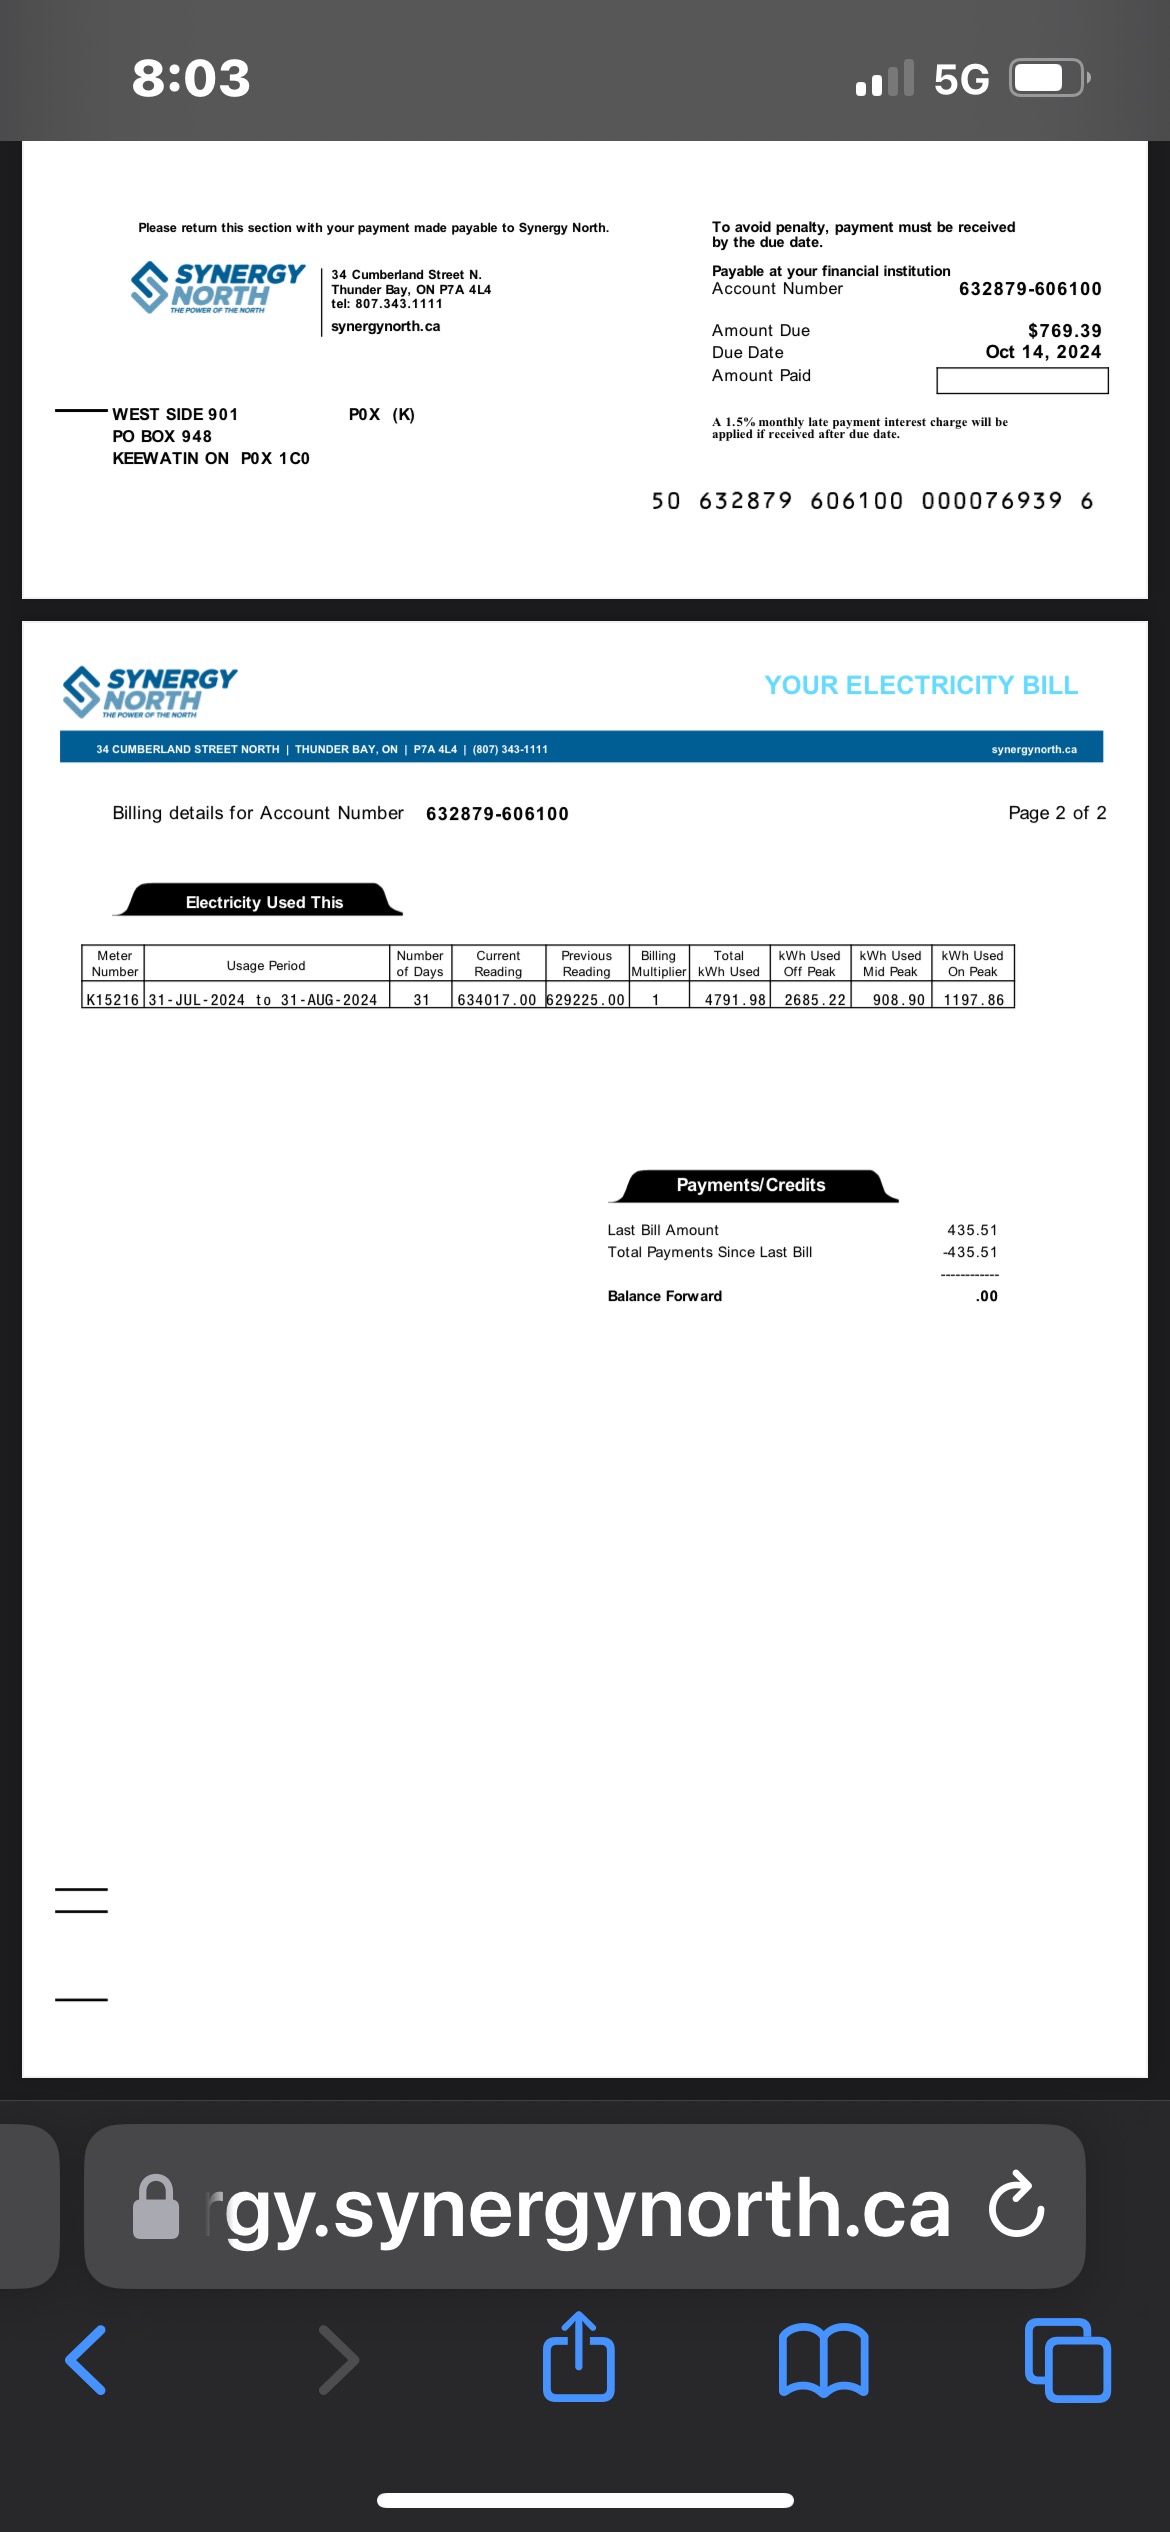 8:03
5G
Please return this section with your payment made payable to Synergy North.
SYNERGY
NORTH
THE POWER OF THE NORTH
34 Cumberland Street N.
Thunder Bay, ON P7A 4L4
tel: 807.343.1111
synergynorth.ca
To avoid penalty, payment must be received
by the due date.
Payable at your financial institution
Account Number 632879-606100
Amount Due $769.39
Due Date Oct 14, 2024
Amount Paid
A 1.5% monthly late payment interest charge will be
applied if received after due date.
WEST SIDE 901 P0X (K)
PO BOX 948
KEEWATIN ON P0X 1C0
50 632879 606100 000076939 6
SYNERGY
NORTH
THE POWER OF THE NORTH
YOUR ELECTRICITY BILL
34 CUMBERLAND STREET NORTH | THUNDER BAY, ON | P7A 4L4 | (807) 343-1111 synergynorth.ca
Billing details for Account Number 632879-606100 Page 2 of 2
Electricity Used This
Meter Number Usage Period Number of Days Current Reading Previous Reading Billing Multiplier Total kWh Used kWh Used Off Peak kWh Used Mid Peak kWh Used On Peak
K15216 31-JUL-2024 to 31-AUG-2024 31 634017.00 629225.00 1 4791.98 2685.22 908.90 1197.86
Payments/Credits
Last Bill Amount 435.51
Total Payments Since Last Bill -435.51
------------
Balance Forward .00
rgy.synergynorth.ca